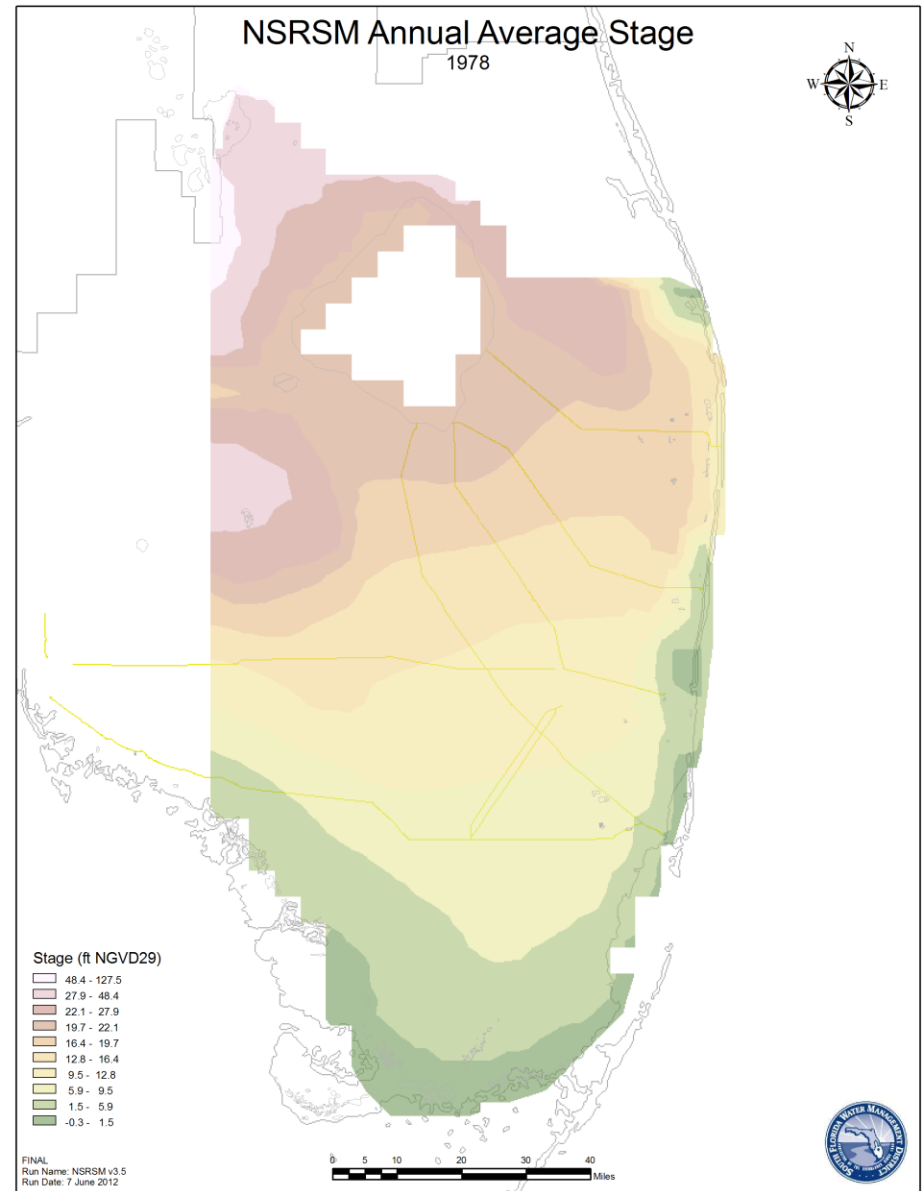 NSRSM Annual Average Stage
1978
N
W E
S
Stage (ft NGVD29)
48.4 - 127.5
27.9 - 48.4
22.1 - 27.9
19.7 - 22.1
16.4 - 19.7
12.8 - 16.4
9.5 - 12.8
5.9 - 9.5
1.5 - 5.9
-0.3 - 1.5
FINAL
Run Name: NSRSM v3.5
Run Date: 7 June 2012
0 5 10 20 30 40
Miles
SOUTH FLORIDA WATER MANAGEMENT DISTRICT